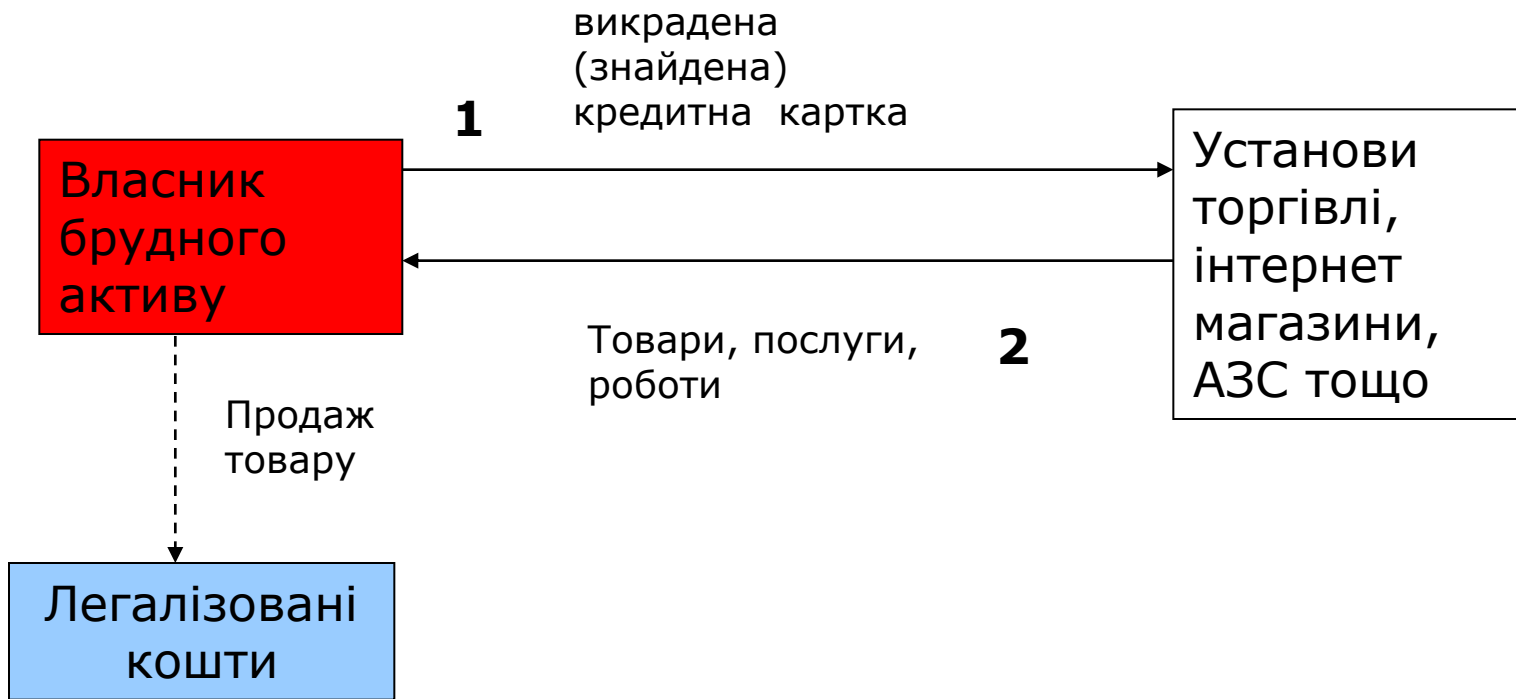 викрадена
(знайдена)
кредитна картка
1
Власник
брудного
активу
Установи
торгівлі,
інтернет
магазини,
АЗС тощо
Товари, послуги,
роботи
2
Продаж
товару
Легалізовані
кошти